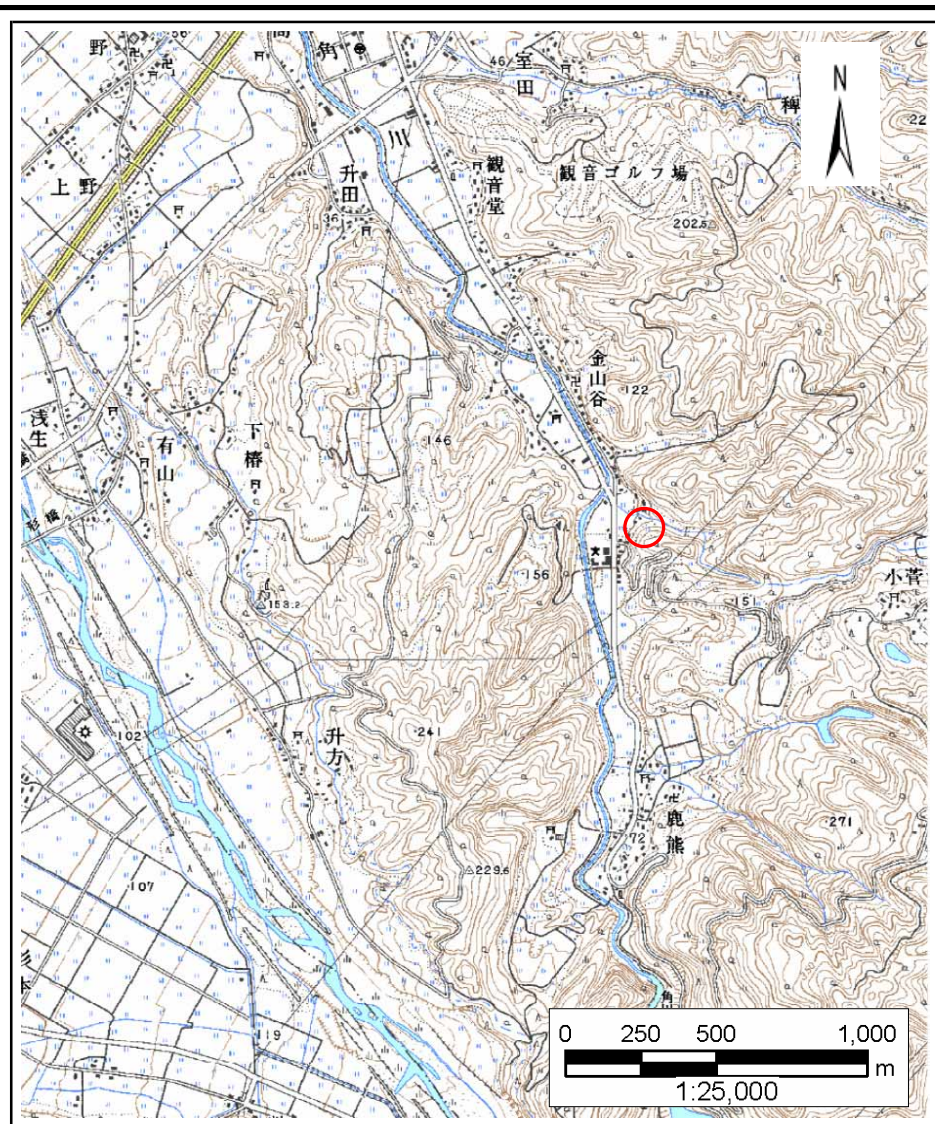 野
角
46
室
田
稗
22
N
川
上野
升田
36
観音堂
観音ゴルフ場
202.5
金山谷
122
浅生
有山
下椿
146
156
153.2
151
小菅
102
升方
241
鹿熊
72
271
229.6
107
119
0 250 500 1,000
m
1:25,000